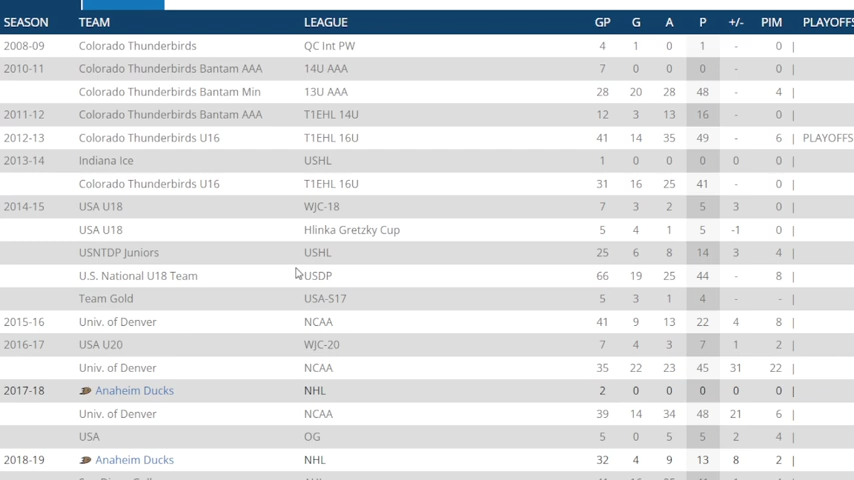 SEASON TEAM LEAGUE GP G A P +/- PIM PLAYOFFS
2008-09 Colorado Thunderbirds QC Int PW 4 1 0 1 - 0 |
2010-11 Colorado Thunderbirds Bantam AAA 14U AAA 7 0 0 0 - 0 |
Colorado Thunderbirds Bantam Min 13U AAA 28 20 28 48 - 4 |
2011-12 Colorado Thunderbirds Bantam AAA T1EHL 14U 12 3 13 16 - 0 |
2012-13 Colorado Thunderbirds U16 T1EHL 16U 41 14 35 49 - 6 | PLAYOFFS
2013-14 Indiana Ice USHL 1 0 0 0 0 0 |
Colorado Thunderbirds U16 T1EHL 16U 31 16 25 41 - 0 |
2014-15 USA U18 WJC-18 7 3 2 5 3 0 |
USA U18 Hlinka Gretzky Cup 5 4 1 5 -1 0 |
USNTDP Juniors USHL 25 6 8 14 3 4 |
U.S. National U18 Team USDP 66 19 25 44 - 8 |
Team Gold USA-S17 5 3 1 4 - - |
2015-16 Univ. of Denver NCAA 41 9 13 22 4 8 |
2016-17 USA U20 WJC-20 7 4 3 7 1 2 |
Univ. of Denver NCAA 35 22 23 45 31 22 |
2017-18 Anaheim Ducks NHL 2 0 0 0 0 0 |
Univ. of Denver NCAA 39 14 34 48 21 6 |
USA OG 5 0 5 5 2 4 |
2018-19 Anaheim Ducks NHL 32 4 9 13 8 2 |